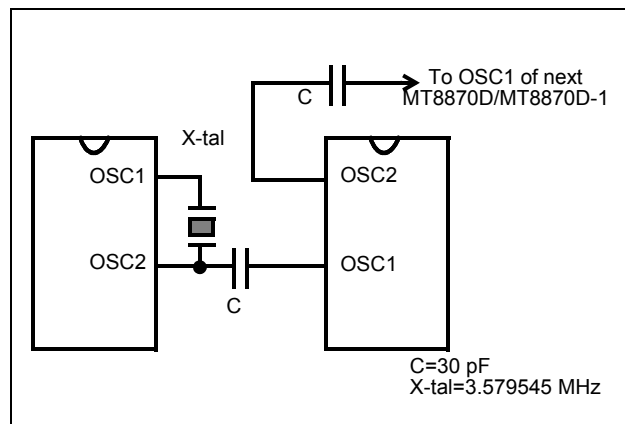 To OSC1 of next
MT8870D/MT8870D-1
C
X-tal
OSC1
OSC2
OSC2
OSC1
C
C=30 pF
X-tal=3.579545 MHz